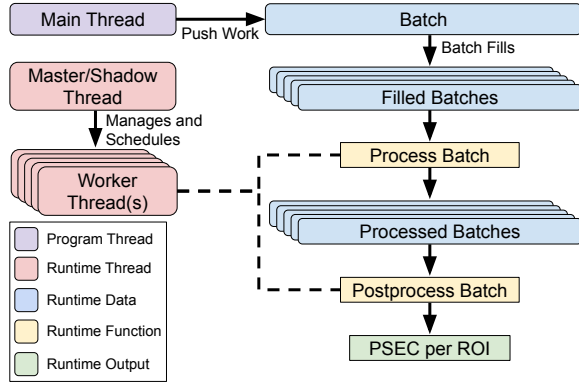 Main Thread
Push Work
Batch
Batch Fills
Master/Shadow
Thread
Filled Batches
Manages and
Schedules
Process Batch
Worker
Thread(s)
Processed Batches
Program Thread
Runtime Thread
Runtime Data
Postprocess Batch
Runtime Function
Runtime Output
PSEC per ROI